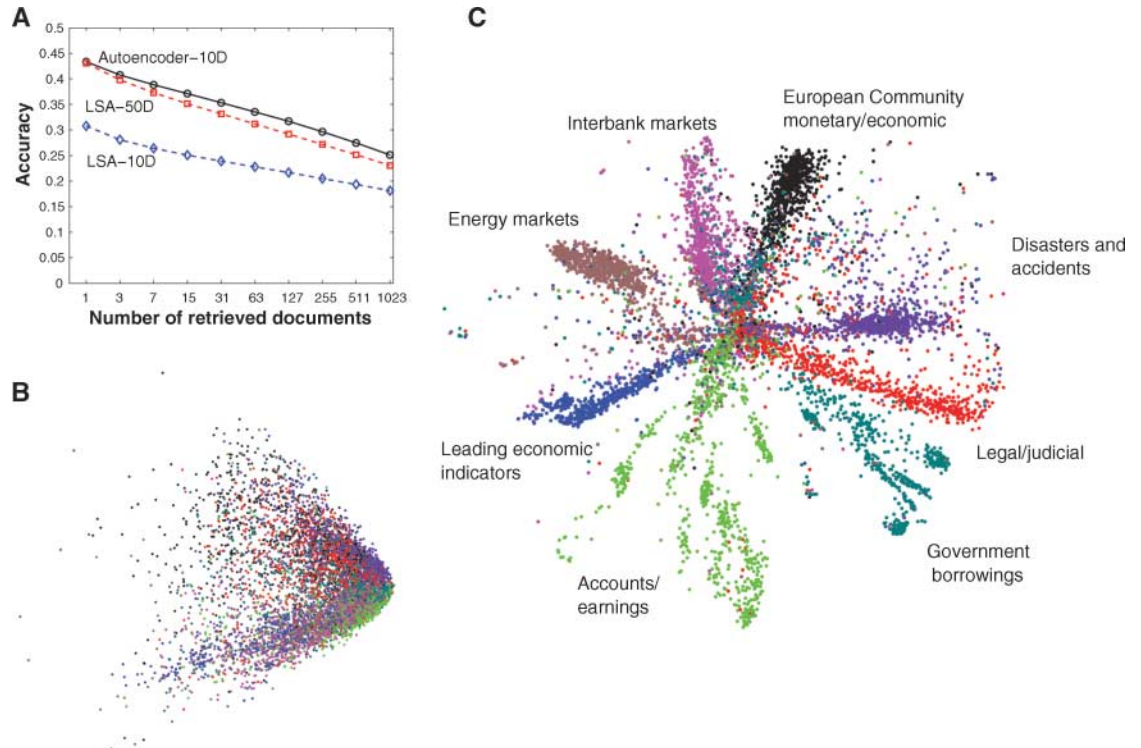 A
0.5
0.45
0.4
0.35
0.3
0.25
0.2
0.15
0.1
0.05
0
Accuracy
Autoencoder-10D
LSA-50D
LSA-10D
1 3 7 15 31 63 127 255 511 1023
Number of retrieved documents
B
C
European Community
monetary/economic
Interbank markets
Energy markets
Disasters and
accidents
Leading economic
indicators
Legal/judicial
Government
borrowings
Accounts/
earnings